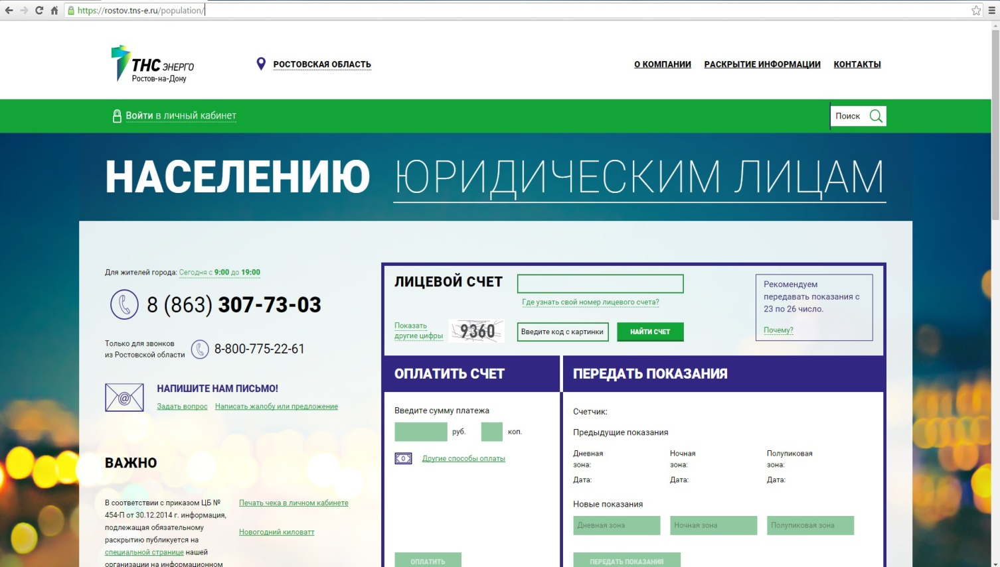 https://rostov.tns-e.ru/population/
ТНС ЭНЕРГО
Ростов-на-Дону
РОСТОВСКАЯ ОБЛАСТЬ
О КОМПАНИИ РАСКРЫТИЕ ИНФОРМАЦИИ КОНТАКТЫ
Войти в личный кабинет
Поиск
НАСЕЛЕНИЮ ЮРИДИЧЕСКИМ ЛИЦАМ
Для жителей города: Сегодня с 9:00 до 19:00
8 (863) 307-73-03
Только для звонков
из Ростовской области
8-800-775-22-61
@
НАПИШИТЕ НАМ ПИСЬМО!
Задать вопрос Написать жалобу или предложение
ВАЖНО
В соответствии с приказом ЦБ №
454-П от 30.12.2014 г. информация,
подлежащая обязательному
раскрытию публикуется на
специальной странице нашей
организации на информационном
Печать чека в личном кабинете
Новогодний киловатт
ЛИЦЕВОЙ СЧЕТ
Где узнать свой номер лицевого счета?
Показать
другие цифры
9360
Введите код с картинки
НАЙТИ СЧЕТ
Рекомендуем
передавать показания с
23 по 26 число.
Почему?
ОПЛАТИТЬ СЧЕТ
Введите сумму платежа
руб. коп.
0
Другие способы оплаты
ОПЛАТИТЬ
ПЕРЕДАТЬ ПОКАЗАНИЯ
Счетчик:
Предыдущие показания
Дневная
зона:
Дата:
Ночная
зона:
Дата:
Полупиковая
зона:
Дата:
Новые показания
Дневная зона
Ночная зона
Полупиковая зона
ПЕРЕДАТЬ ПОКАЗАНИЯ